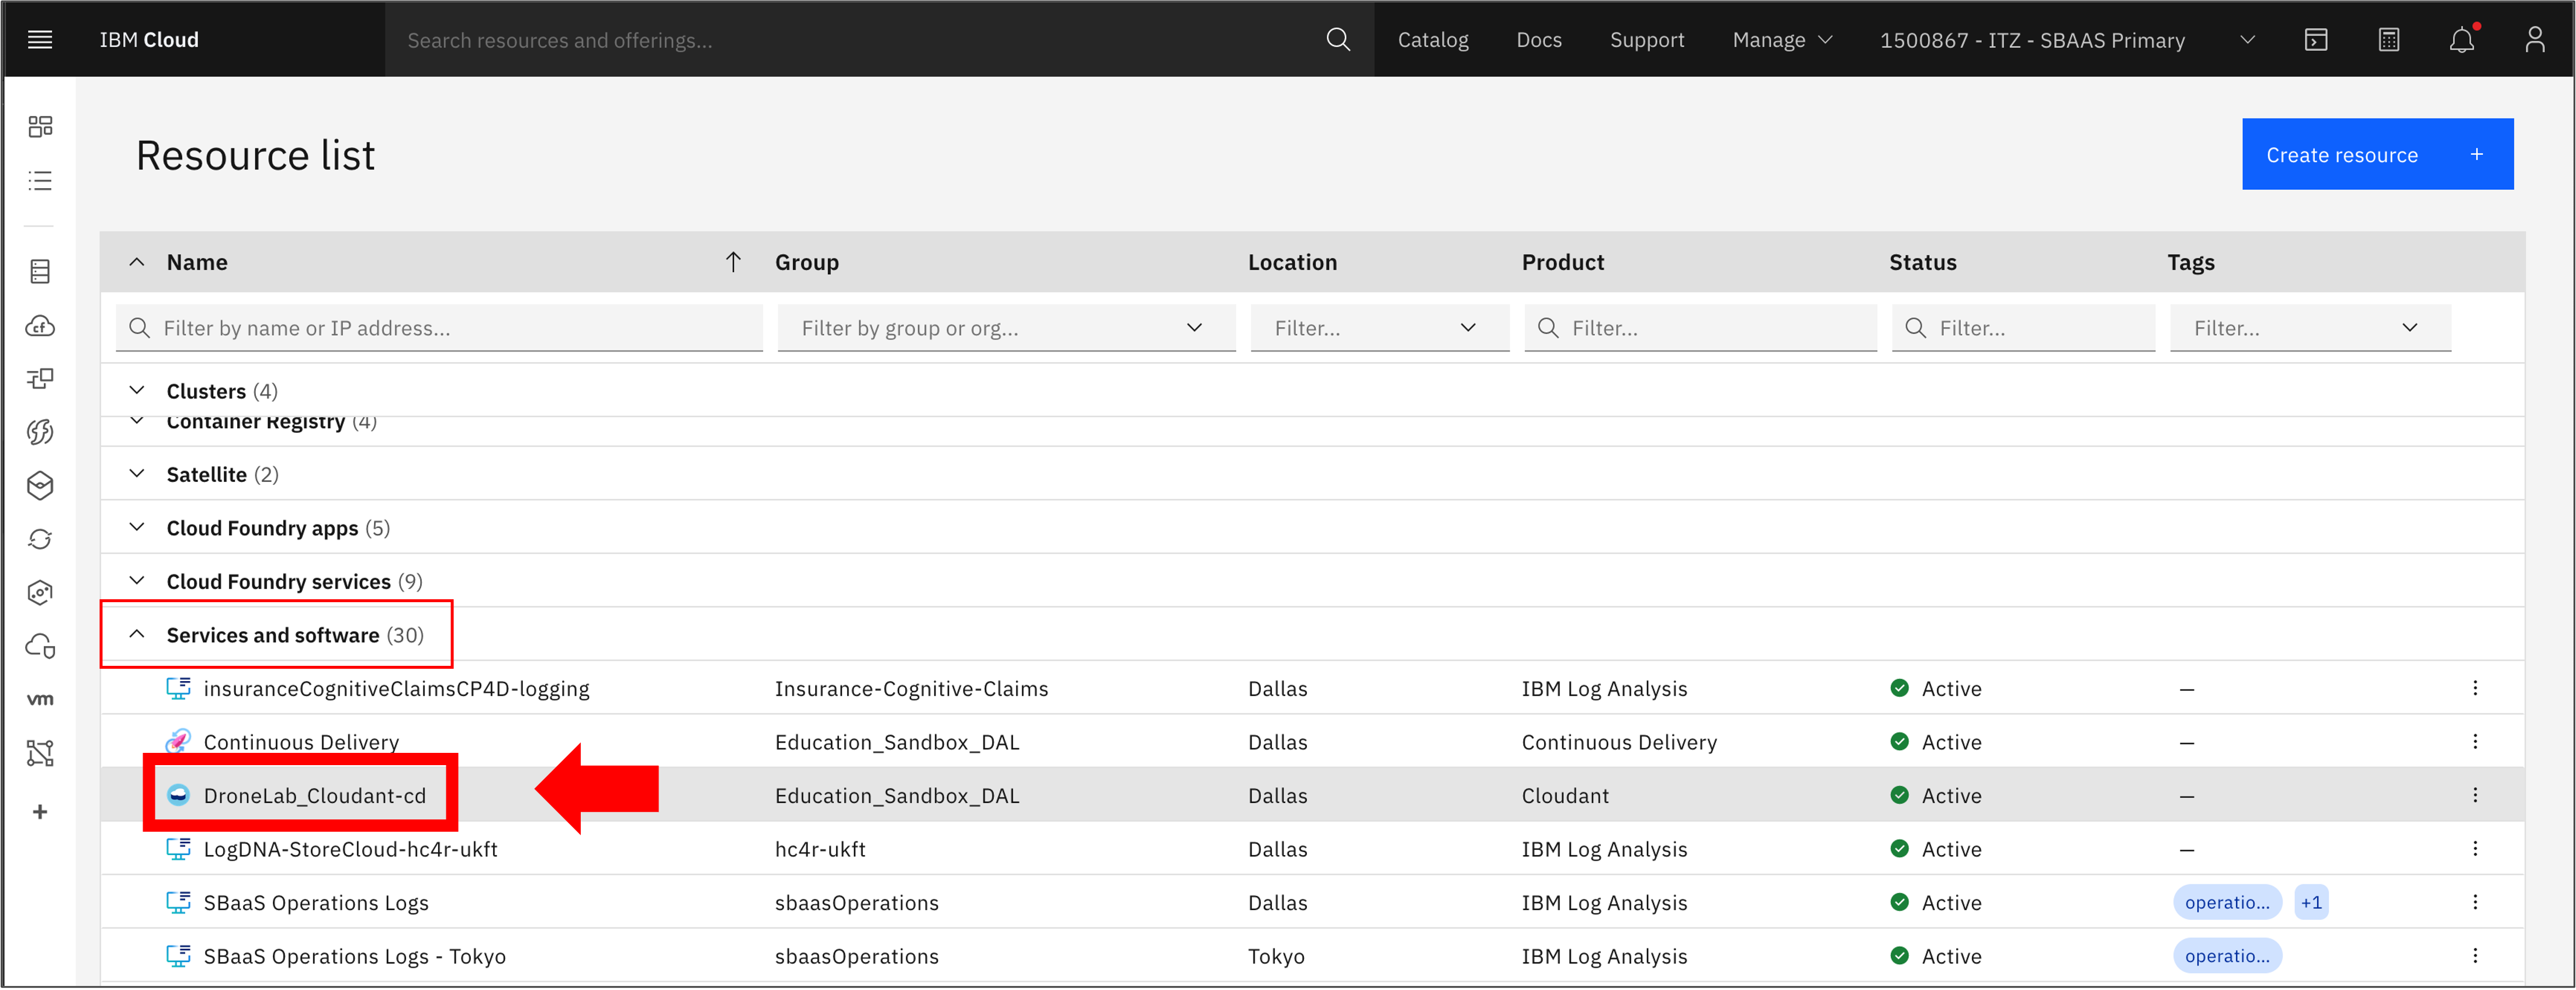 IBM Cloud
Search resources and offerings...
Catalog
Docs
Support
Manage
1500867 - ITZ - SBAAS Primary
Resource list
Create resource +
Name Group Location Product Status Tags
Filter by name or IP address... Filter by group or org... Filter... Filter... Filter... Filter...
Clusters (4)
Container Registry (4)
Satellite (2)
Cloud Foundry apps (5)
cf
Cloud Foundry services (9)
Services and software (30)
insuranceCognitiveClaimsCP4D-logging Insurance-Cognitive-Claims Dallas IBM Log Analysis Active —
vm
Continuous Delivery Education_Sandbox_DAL Dallas Continuous Delivery Active —
DroneLab_Cloudant-cd Education_Sandbox_DAL Dallas Cloudant Active —
LogDNA-StoreCloud-hc4r-ukft hc4r-ukft Dallas IBM Log Analysis Active —
SBaaS Operations Logs sbaasOperations Dallas IBM Log Analysis Active operatio... +1
SBaaS Operations Logs - Tokyo sbaasOperations Tokyo IBM Log Analysis Active operatio...